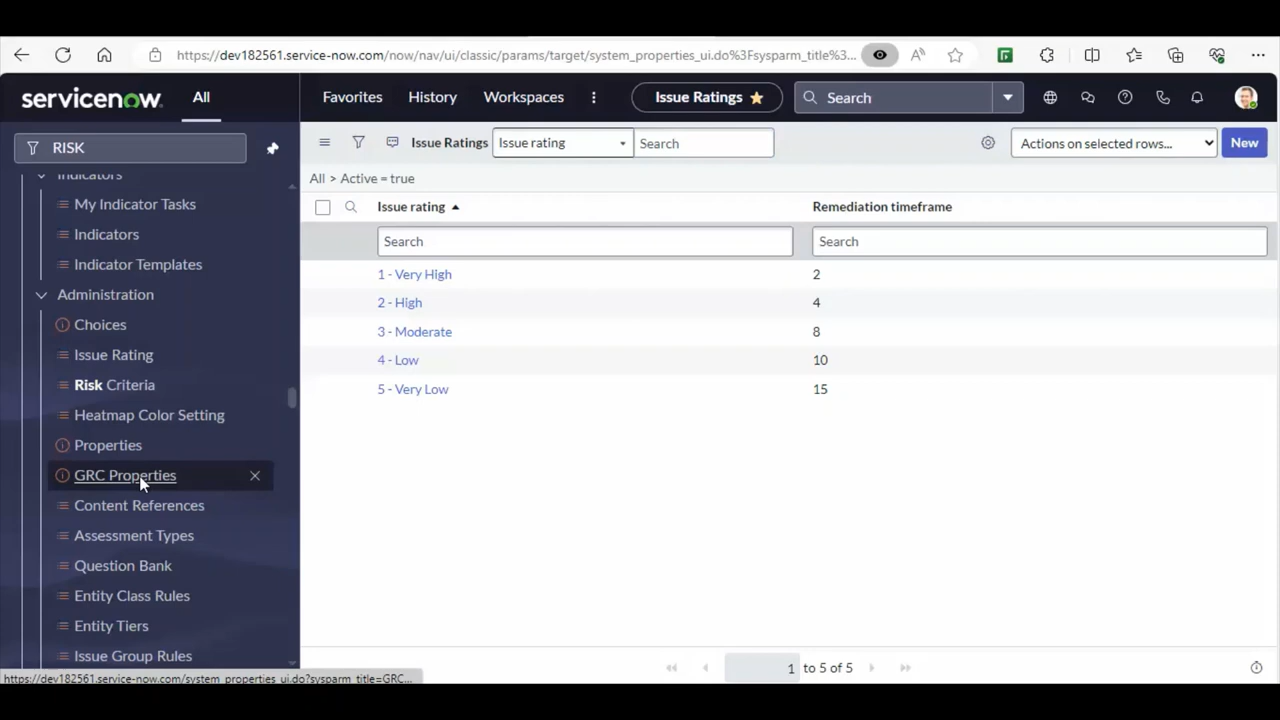 https://dev182561.service-now.com/now/nav/ui/classic/params/target/system_properties_ui.do%3Fsysparm_title%3...
servicenow
All
Favorites
History
Workspaces
Issue Ratings
Search
RISK
Issue Ratings
Issue rating
Search
Actions on selected rows...
New
All > Active = true
Indicators
My Indicator Tasks
Indicators
Indicator Templates
Administration
Choices
Issue Rating
Risk Criteria
Heatmap Color Setting
Properties
GRC Properties
Content References
Assessment Types
Question Bank
Entity Class Rules
Entity Tiers
Issue Group Rules
Issue rating
Remediation timeframe
Search
Search
1 - Very High
2
2 - High
4
3 - Moderate
8
4 - Low
10
5 - Very Low
15
1 to 5 of 5
https://dev182561.service-now.com/system_properties_ui.do?sysparm_title=GRC...